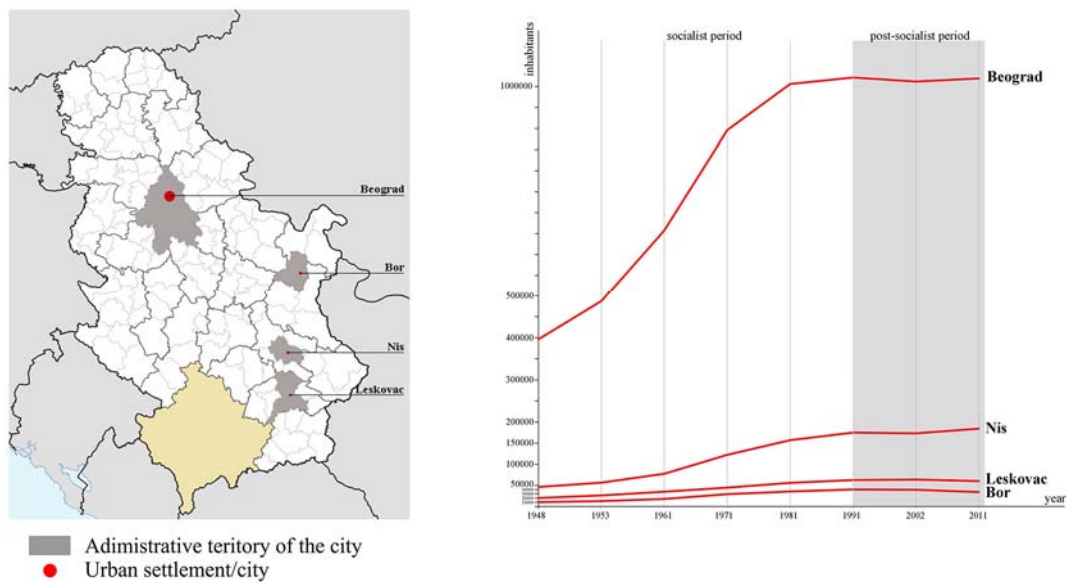 Beograd
Bor
Nis
Leskovac
Adimistrative teritory of the city
Urban settlement/city
inhabitants
socialist period
post-socialist period
1000000
500000
400000
300000
200000
150000
100000
50000
Beograd
Nis
Leskovac
Bor
year
1948 1953 1961 1971 1981 1991 2002 2011